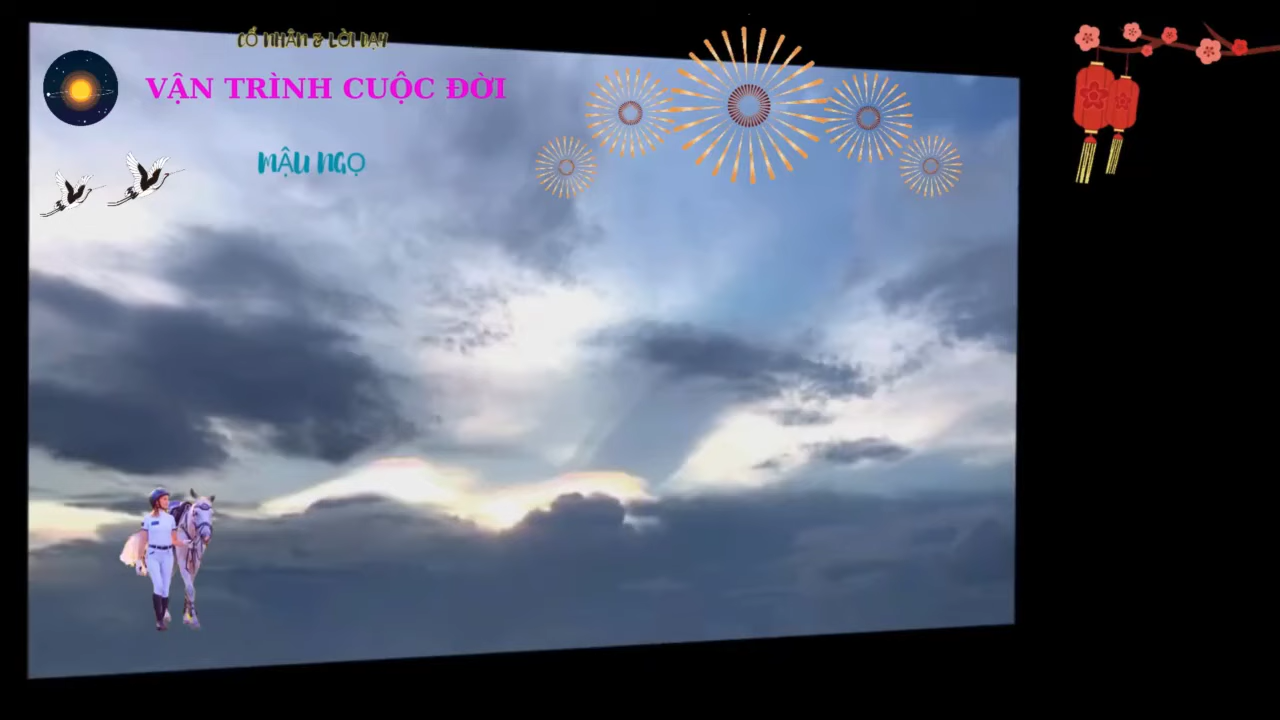 CỔ NHÂN & LỜI DẠY
VẬN TRÌNH CUỘC ĐỜI
MẬU NGỌ